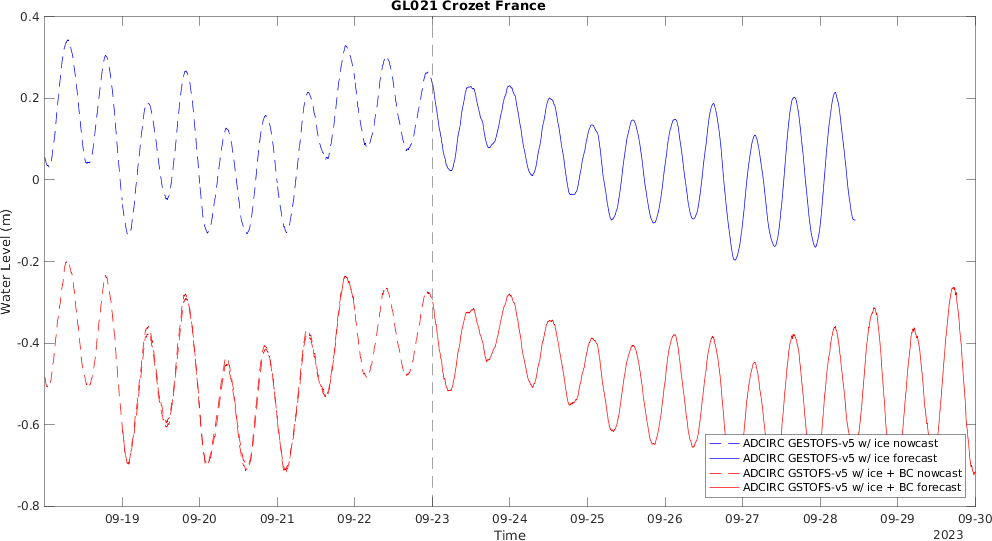 GL021 Crozet France
0.4
0.2
0
-0.2
-0.4
-0.6
-0.8
Water Level (m)
ADCIRC GESTOFS-v5 w/ ice nowcast
ADCIRC GESTOFS-v5 w/ ice forecast
ADCIRC GSTOFS-v5 w/ ice + BC nowcast
ADCIRC GSTOFS-v5 w/ ice + BC forecast
09-19 09-20 09-21 09-22 09-23 09-24 09-25 09-26 09-27 09-28 09-29 09-30
Time
2023